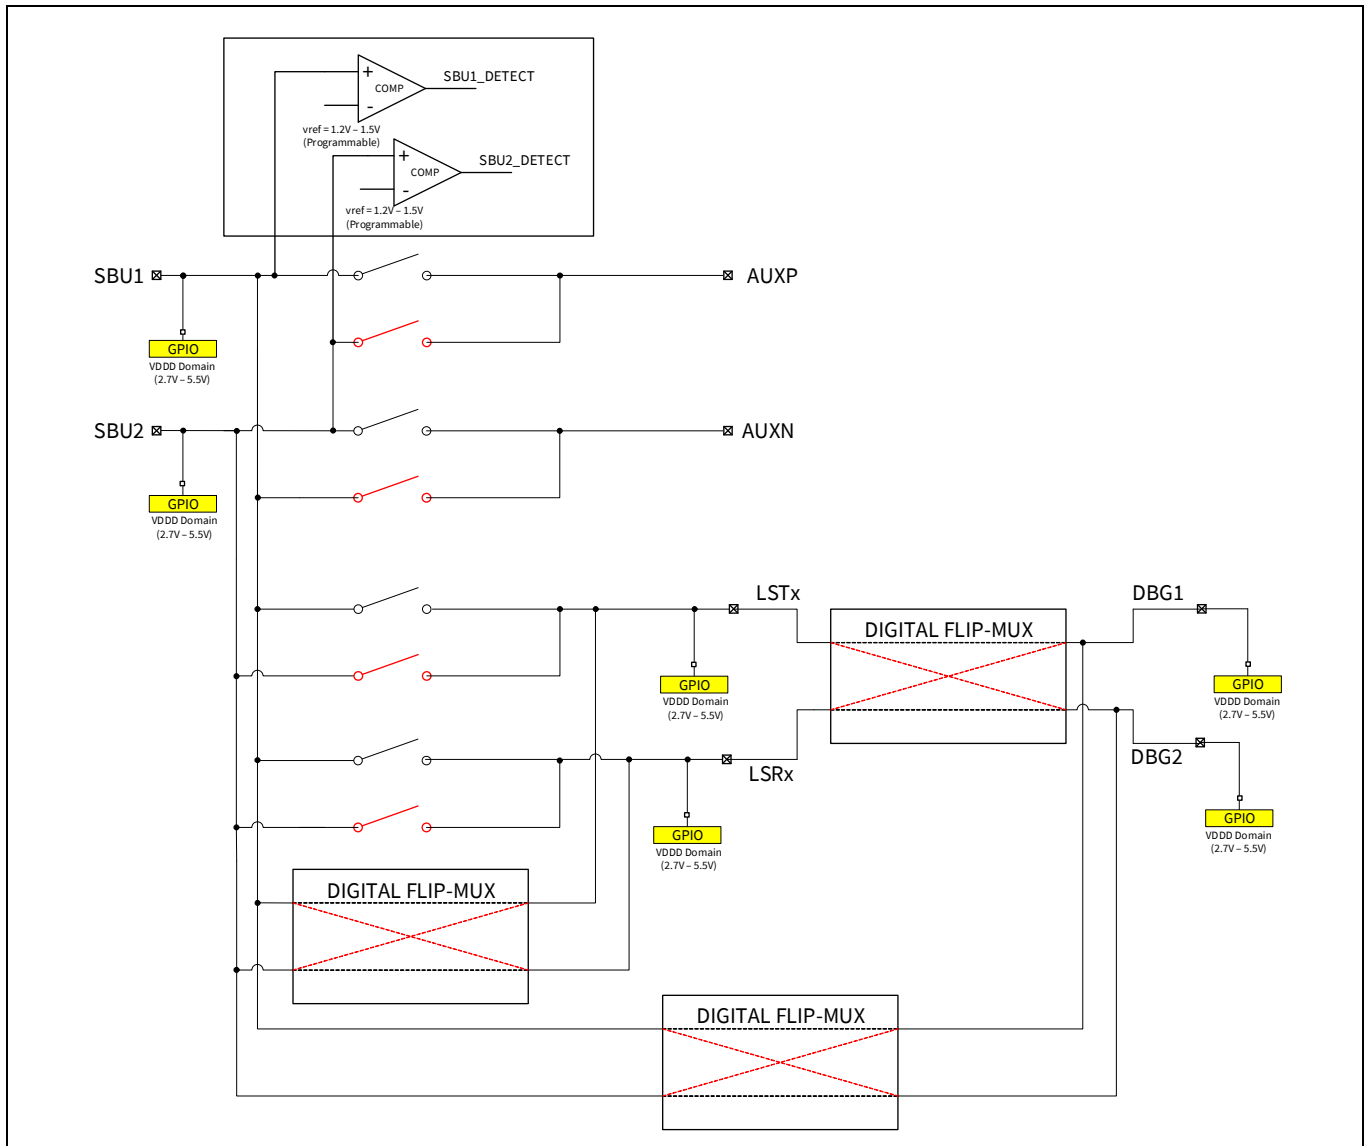 +
COMP
-
SBU1_DETECT
vref = 1.2V – 1.5V
(Programmable)
+
COMP
-
SBU2_DETECT
vref = 1.2V – 1.5V
(Programmable)
SBU1
AUXP
GPIO
VDDD Domain
(2.7V – 5.5V)
SBU2
AUXN
GPIO
VDDD Domain
(2.7V – 5.5V)
LSTx
DIGITAL FLIP-MUX
DBG1
GPIO
VDDD Domain
(2.7V – 5.5V)
GPIO
VDDD Domain
(2.7V – 5.5V)
LSRx
DBG2
GPIO
VDDD Domain
(2.7V – 5.5V)
GPIO
VDDD Domain
(2.7V – 5.5V)
DIGITAL FLIP-MUX
DIGITAL FLIP-MUX